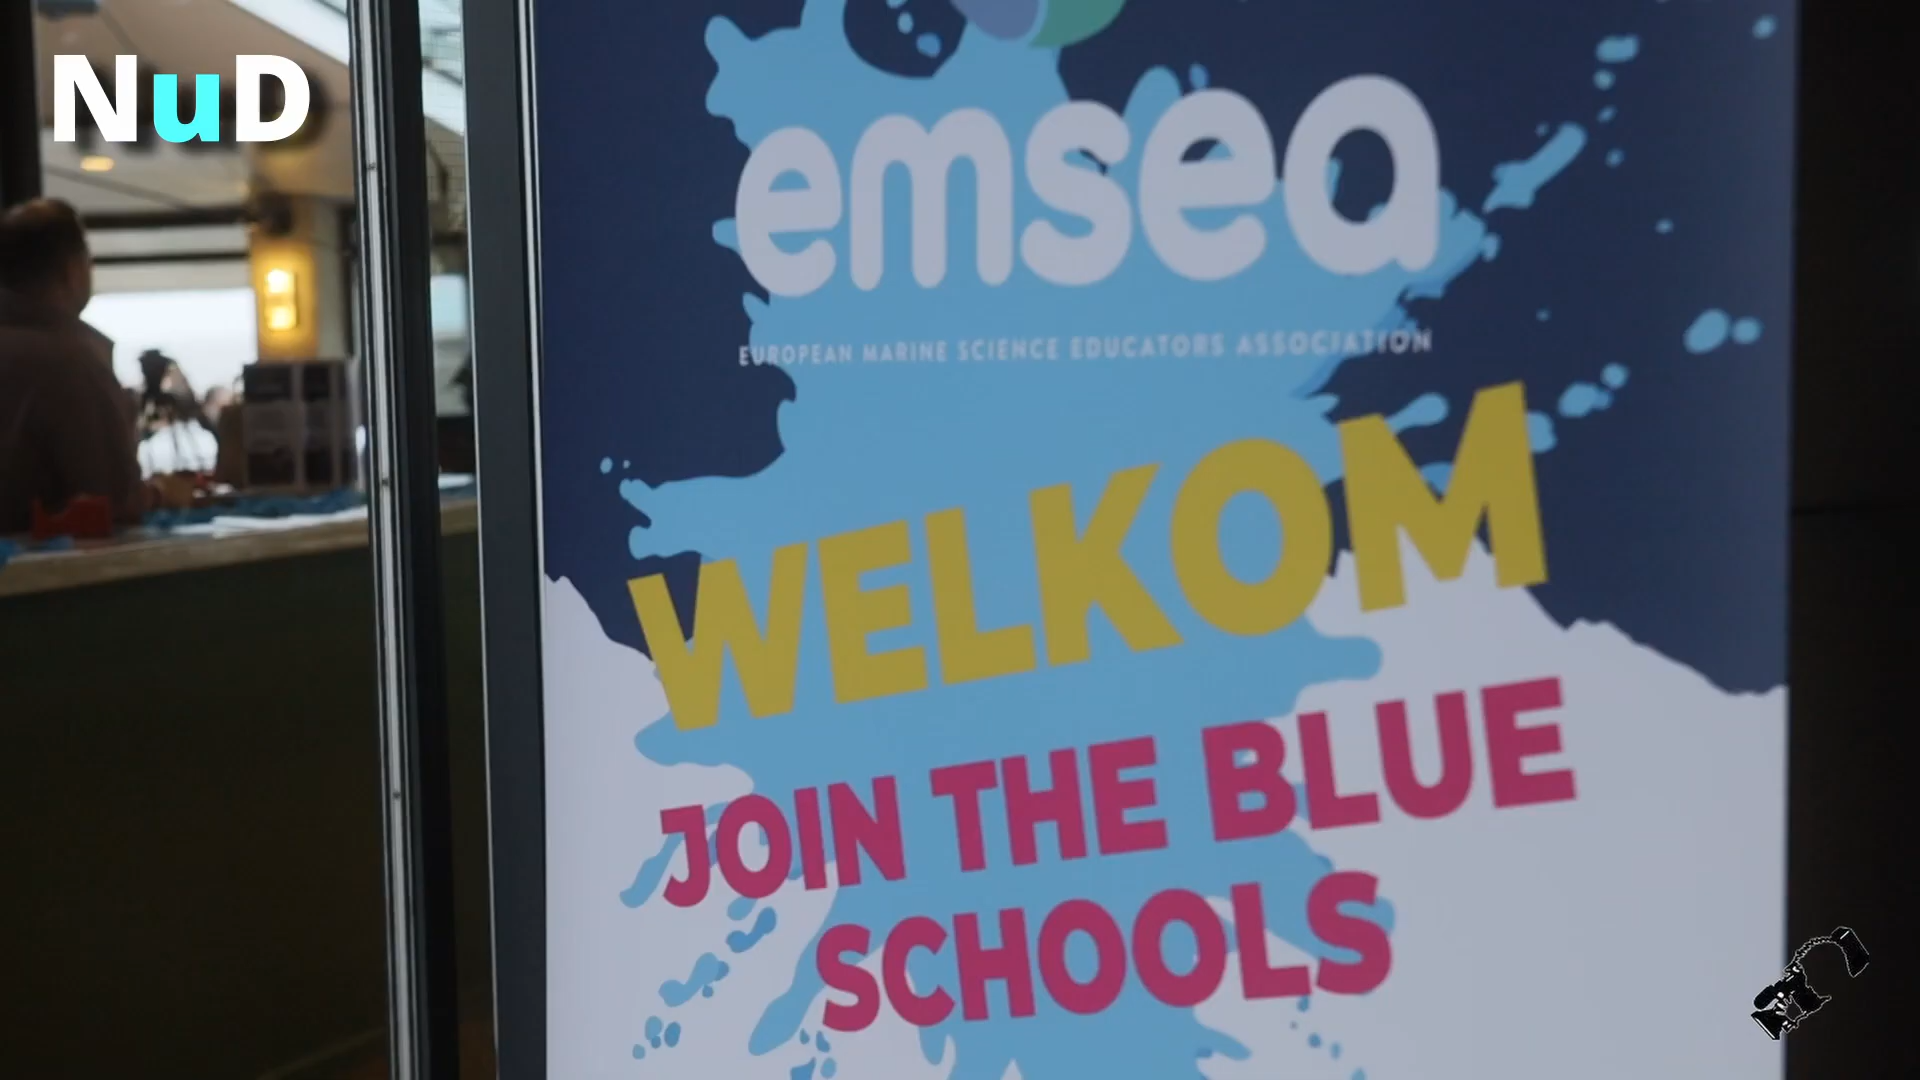 NuD
emsea
EUROPEAN MARINE SCIENCE EDUCATORS ASSOCIATION
WELKOM
JOIN THE BLUE
SCHOOLS